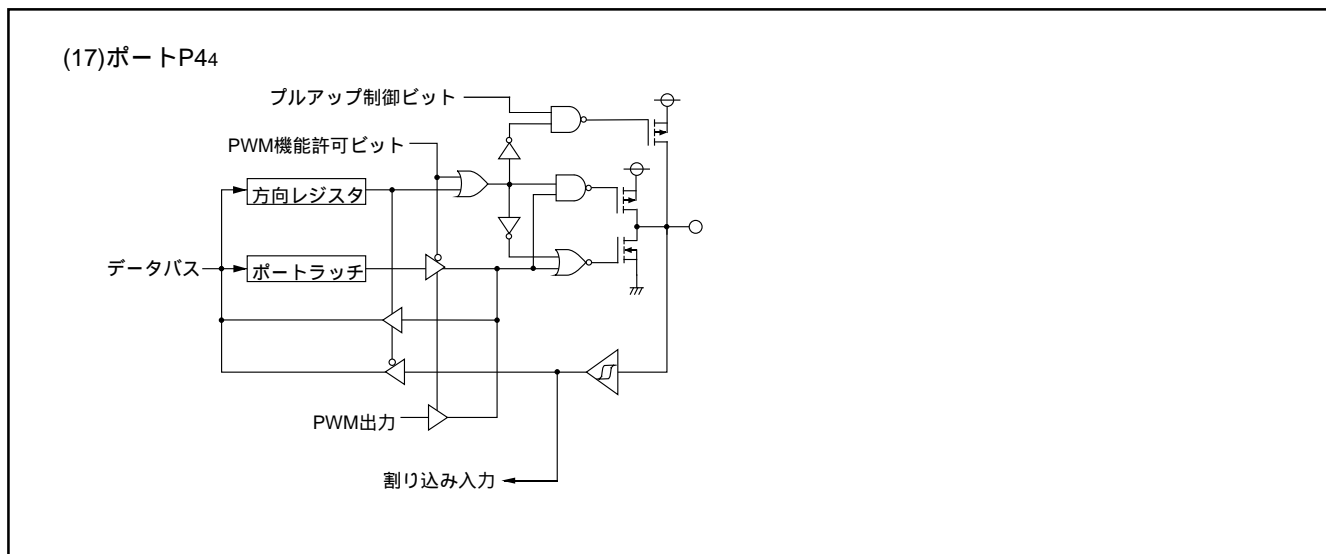 (17)ポートP44
プルアップ制御ビット
PWM機能許可ビット
方向レジスタ
データバス
ポートラッチ
PWM出力
割り込み入力